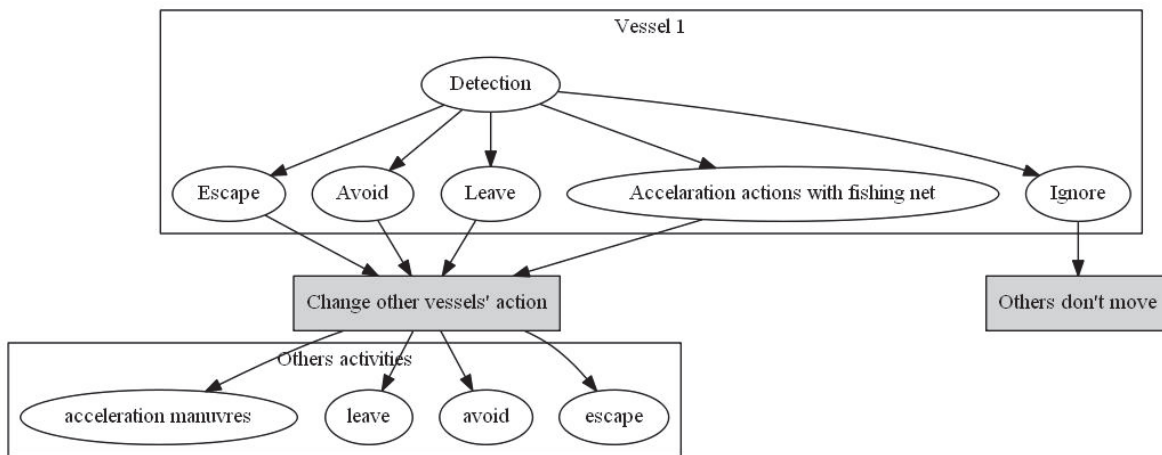 Vessel 1
Detection
Escape
Avoid
Leave
Accelaration actions with fishing net
Ignore
Change other vessels' action
Others don't move
Others activities
acceleration manuvres
leave
avoid
escape